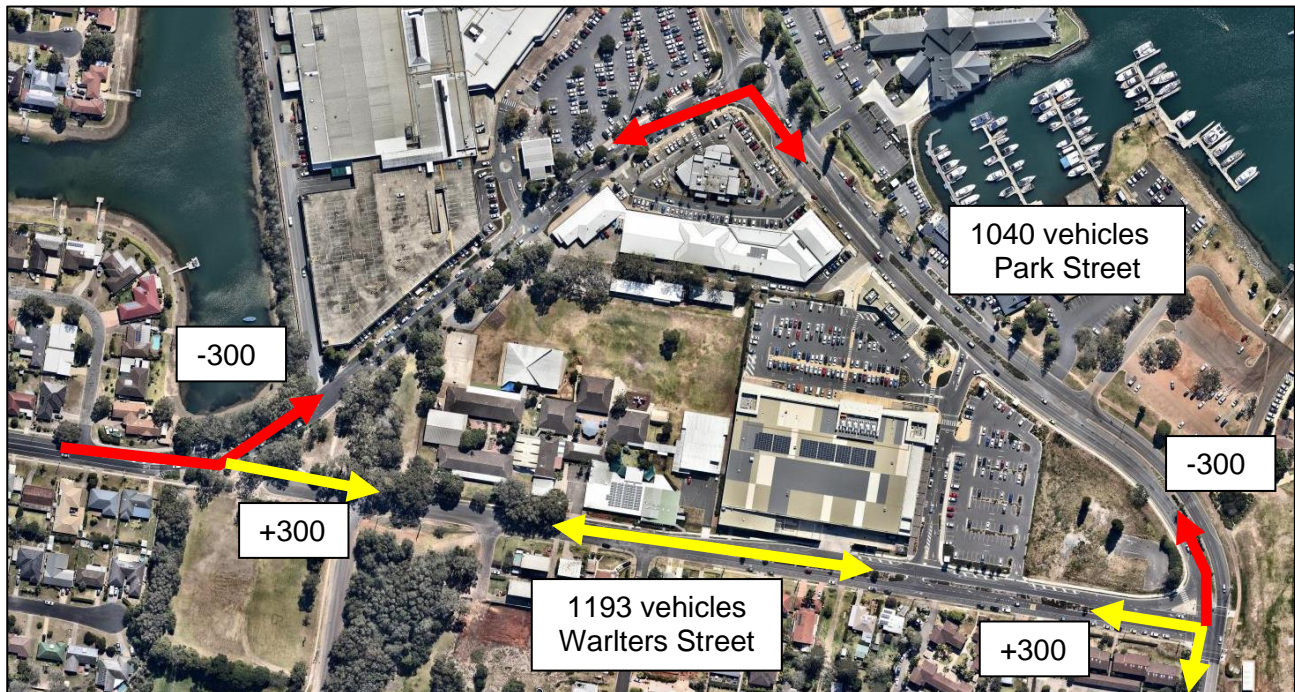 1040 vehicles
Park Street
-300
-300
+300
1193 vehicles
Warlters Street
+300